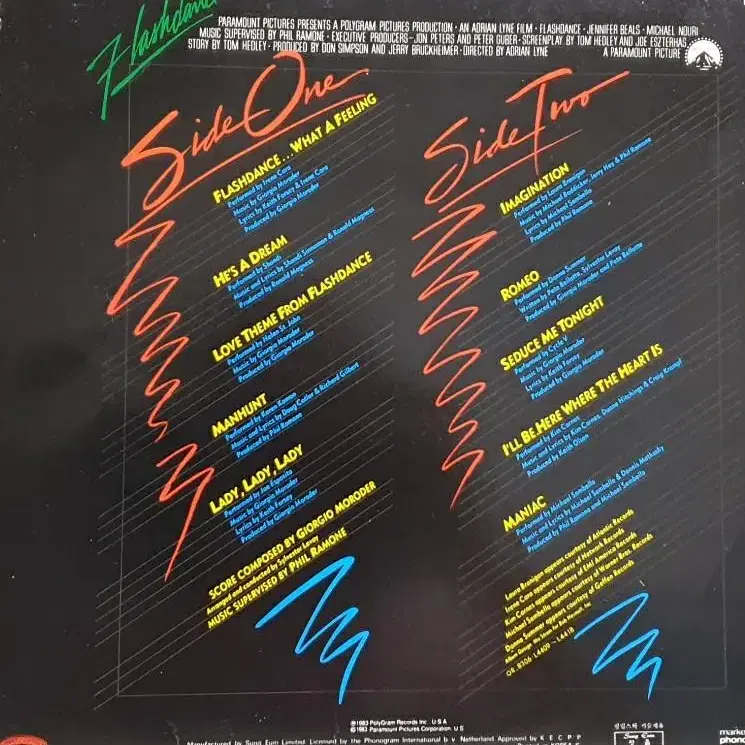 Flashdance
PARAMOUNT PICTURES PRESENTS A POLYGRAM PICTURES PRODUCTION · AN ADRIAN LYNE FILM · FLASHDANCE · JENNIFER BEALS · MICHAEL NOURI
MUSIC SUPERVISED BY PHIL RAMONE · EXECUTIVE PRODUCERS · JON PETERS AND PETER GUBER · SCREENPLAY BY TOM HEDLEY AND JOE ESZTERHAS
STORY BY TOM HEDLEY · PRODUCED BY DON SIMPSON AND JERRY BRUCKHEIMER · DIRECTED BY ADRIAN LYNE
A PARAMOUNT PICTURE
Paramount
Side One
FLASHDANCE...WHAT A FEELING
Performed by Irene Cara
Music by Giorgio Moroder
Lyrics by Keith Forsey & Irene Cara
Produced by Giorgio Moroder
HE'S A DREAM
Performed by Shandi
Music and Lyrics by Shandi Sinnamon & Ronald Magness
Produced by Ronald Magness
LOVE THEME FROM FLASHDANCE
Performed by Helen St. John
Music by Giorgio Moroder
Produced by Giorgio Moroder
MANHUNT
Performed by Karen Kamon
Music and Lyrics by Doug Cotler & Richard Gilbert
Produced by Phil Ramone
LADY, LADY, LADY
Performed by Joe Esposito
Music by Giorgio Moroder
Lyrics by Keith Forsey
Produced by Giorgio Moroder
SCORE COMPOSED BY GIORGIO MORODER
Arranged and conducted by Sylvester Levay
MUSIC SUPERVISED BY PHIL RAMONE
Side Two
IMAGINATION
Performed by Laura Branigan
Music by Michael Boddicker, Jerry Hey & Phil Ramone
Lyrics by Michael Sembello
Produced by Phil Ramone
ROMEO
Performed by Donna Summer
Written by Pete Bellotte, Sylvester Levay
Produced by Giorgio Moroder and Pete Bellotte
SEDUCE ME TONIGHT
Performed by Cycle V
Music by Giorgio Moroder
Lyrics by Keith Forsey
Produced by Giorgio Moroder
I'LL BE HERE WHERE THE HEART IS
Performed by Kim Carnes
Music and Lyrics by Kim Carnes, Duane Hitchings & Craig Krampf
Produced by Keith Olsen
MANIAC
Performed by Michael Sembello
Music and Lyrics by Michael Sembello & Dennis Matkosky
Produced by Phil Ramone and Michael Sembello
Laura Branigan appears courtesy of Atlantic Records
Irene Cara appears courtesy of Network Records
Kim Carnes appears courtesy of EMI America Records
Michael Sembello appears courtesy of Warner Bros. Records
Donna Summer appears courtesy of Geffen Records
Album Design
©1983 PolyGram Records Inc. U S A
©1983 Paramount Pictures Corporation. U S
Manufactured by Sung Eum Limited. Licensed by the Phonogram International b. v. Netherland. Approved by K E C P P
Sung Eum
marke
phono